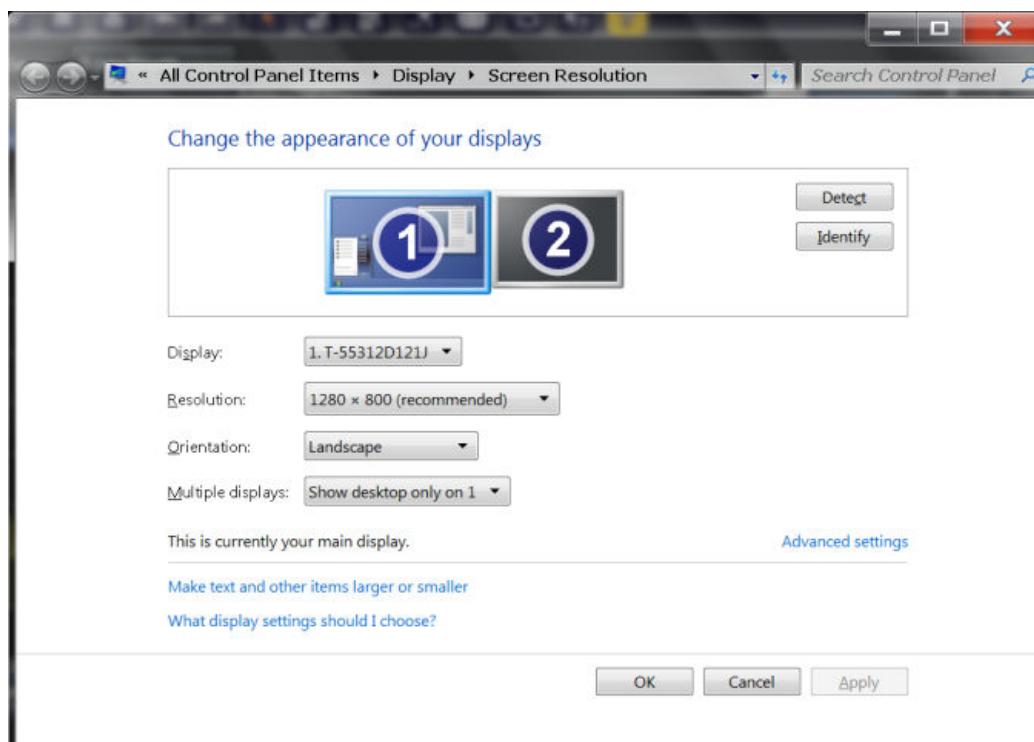 « All Control Panel Items ▸ Display ▸ Screen Resolution Search Control Panel
Change the appearance of your displays
1 2
Detect
Identify
Display: 1. T-55312D121J
Resolution: 1280 × 800 (recommended)
Orientation: Landscape
Multiple displays: Show desktop only on 1
This is currently your main display. Advanced settings
Make text and other items larger or smaller
What display settings should I choose?
OK Cancel Apply